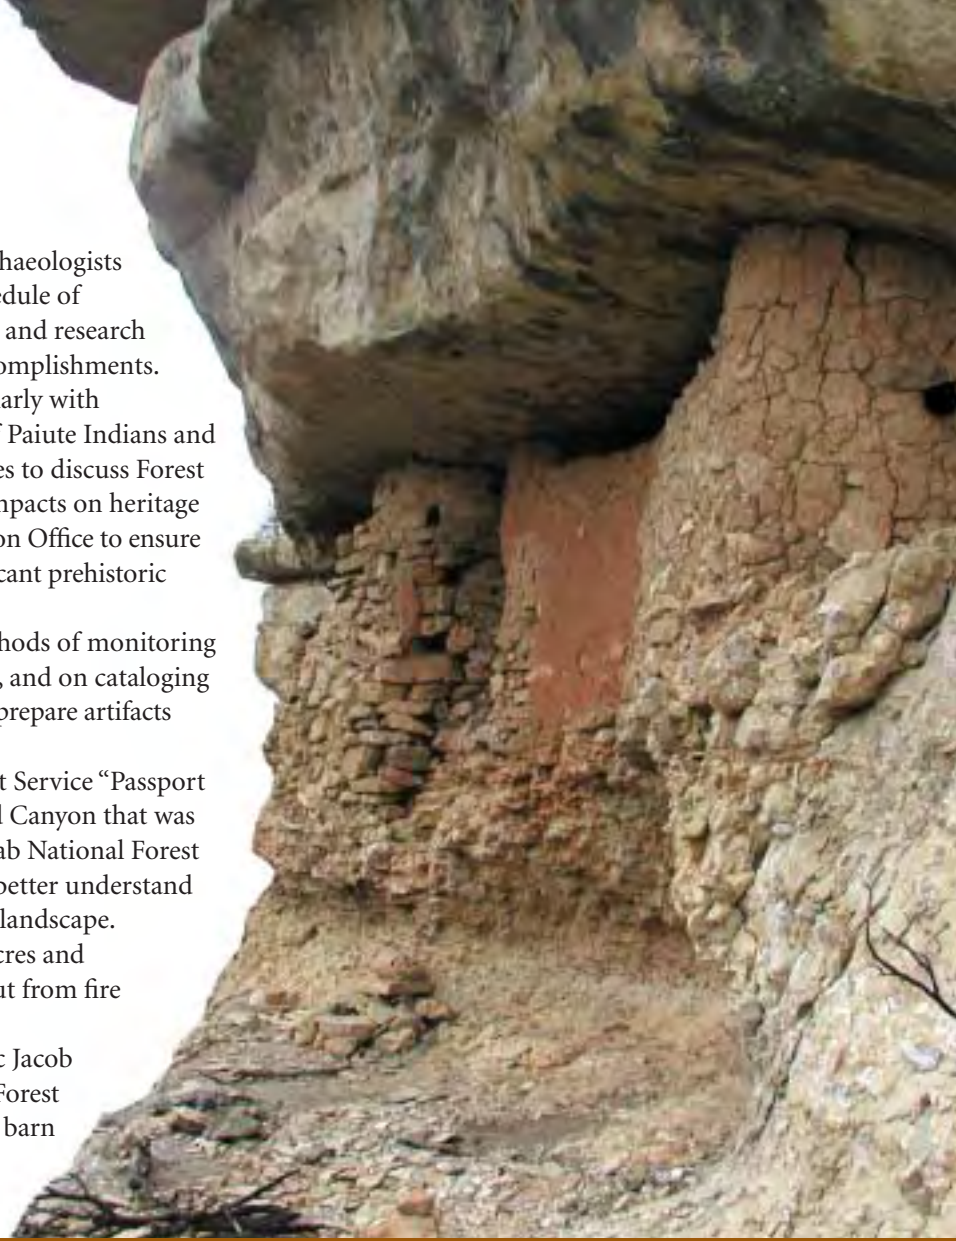 haeologists
edule of
and research
omplishments.
arly with
f Paiute Indians and
es to discuss Forest
npacts on heritage
on Office to ensure
cant prehistoric
hods of monitoring
, and on cataloging
prepare artifacts
t Service “Passport
l Canyon that was
ab National Forest
better understand
landscape.
cres and
ut from fire
c Jacob
Forest
barn